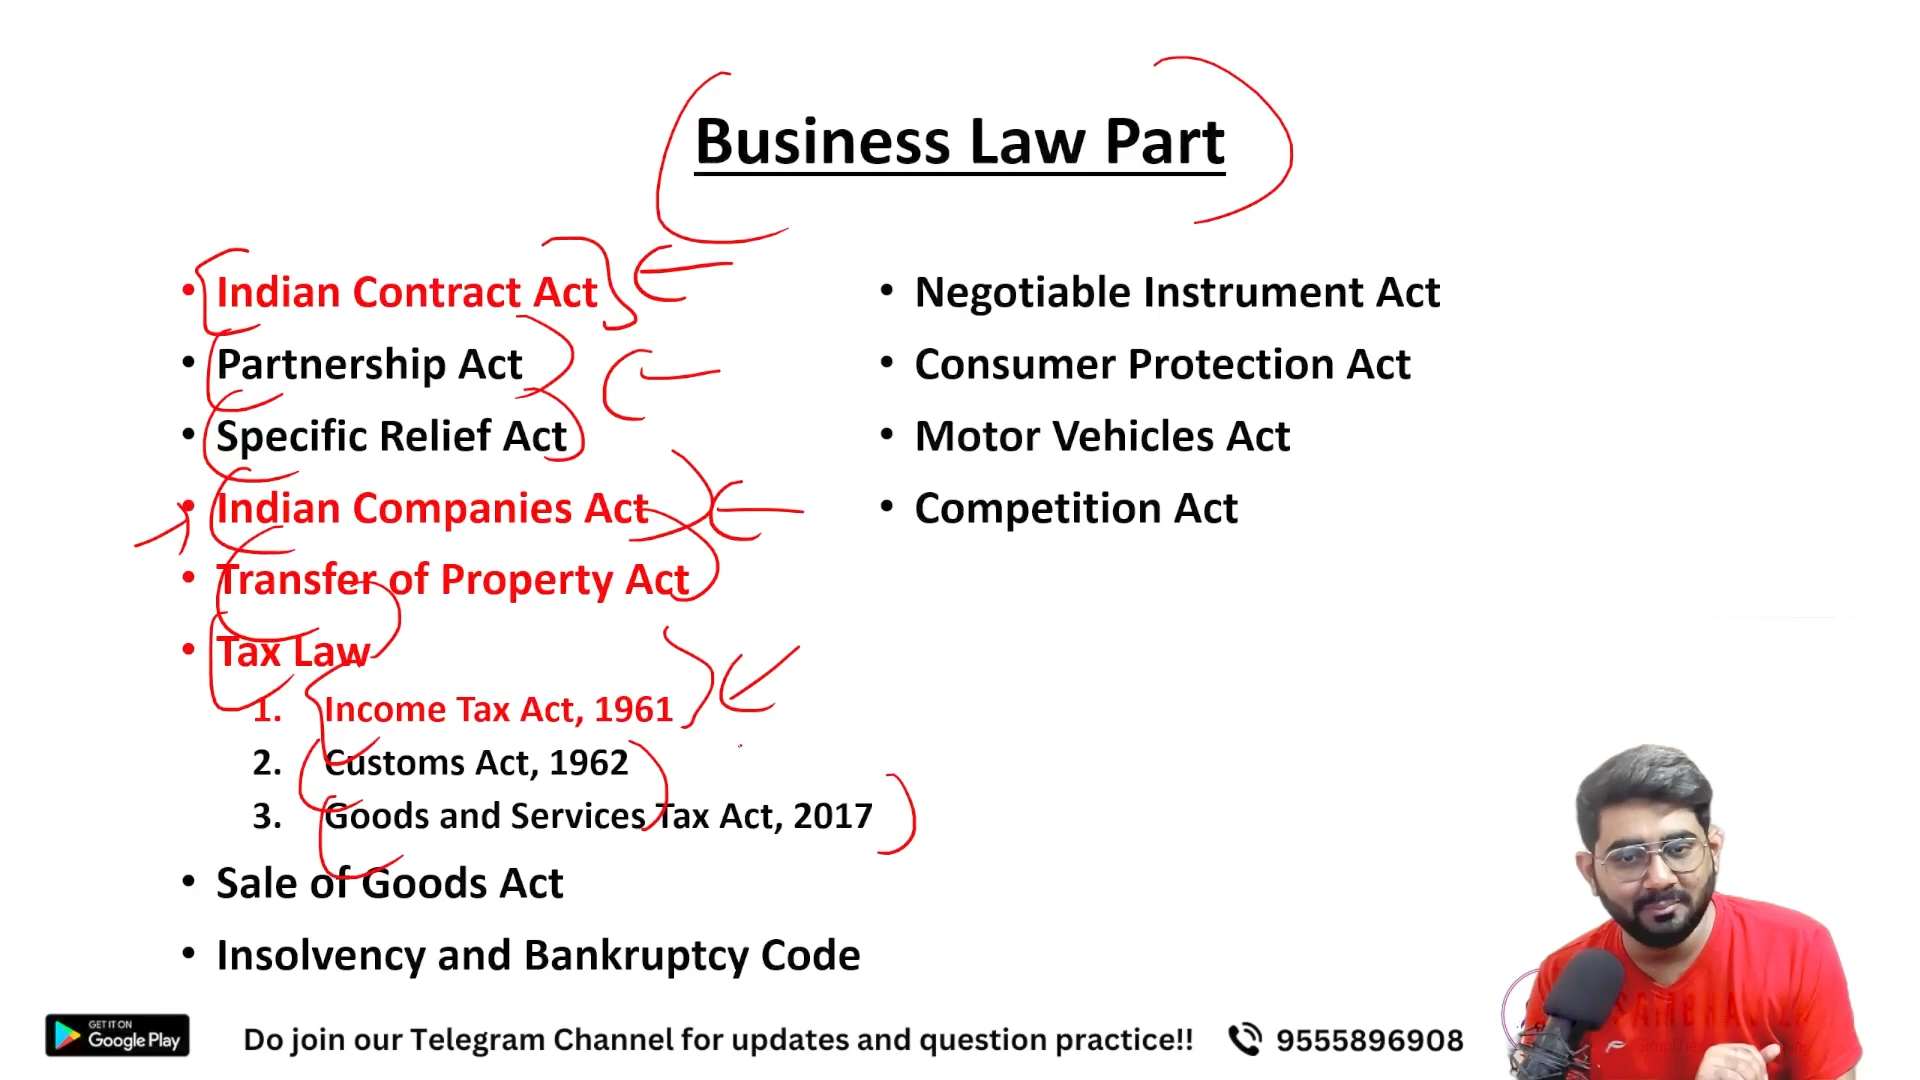 Business Law Part
• Indian Contract Act
• Partnership Act
• Specific Relief Act
• Indian Companies Act
• Transfer of Property Act
• Tax Law
1. Income Tax Act, 1961
2. Customs Act, 1962
3. Goods and Services Tax Act, 2017
• Sale of Goods Act
• Insolvency and Bankruptcy Code
• Negotiable Instrument Act
• Consumer Protection Act
• Motor Vehicles Act
• Competition Act
GET IT ON
Google Play
Do join our Telegram Channel for updates and question practice!!
9555896908